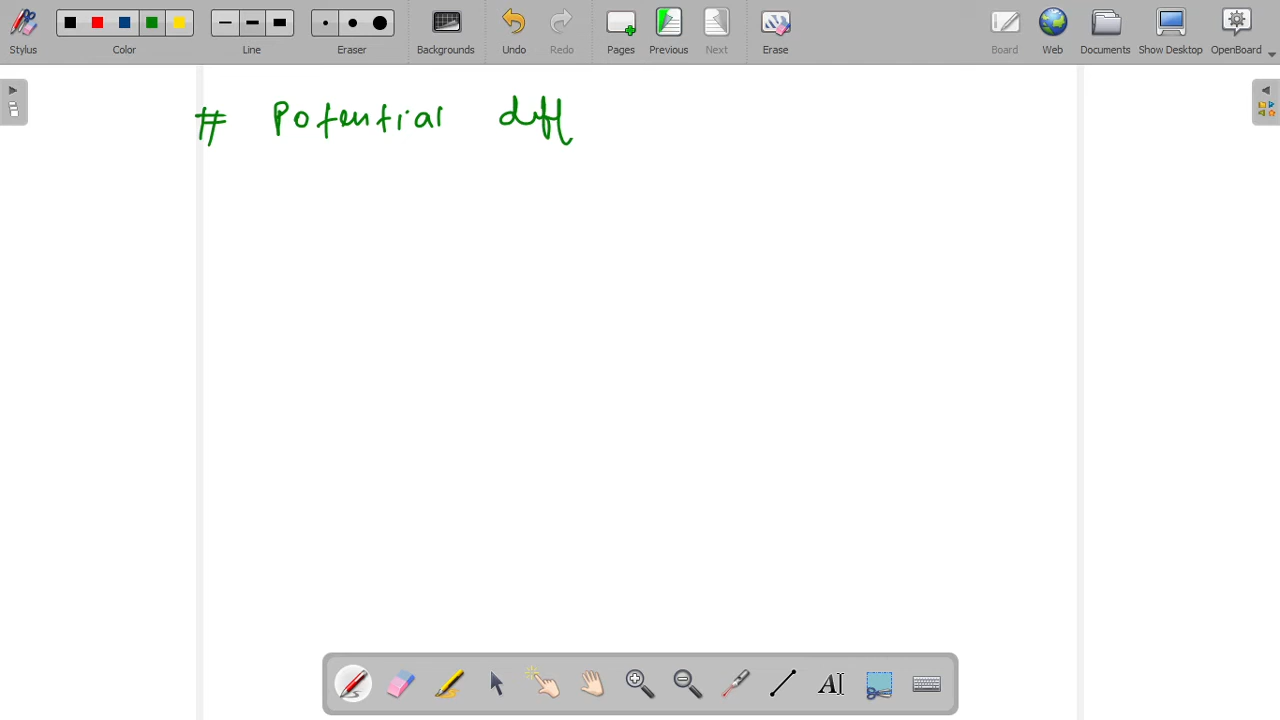 Stylus Color Line Eraser Backgrounds Undo Redo Pages Previous Next Erase Board Web Documents Show Desktop OpenBoard
# Potential diff
AI